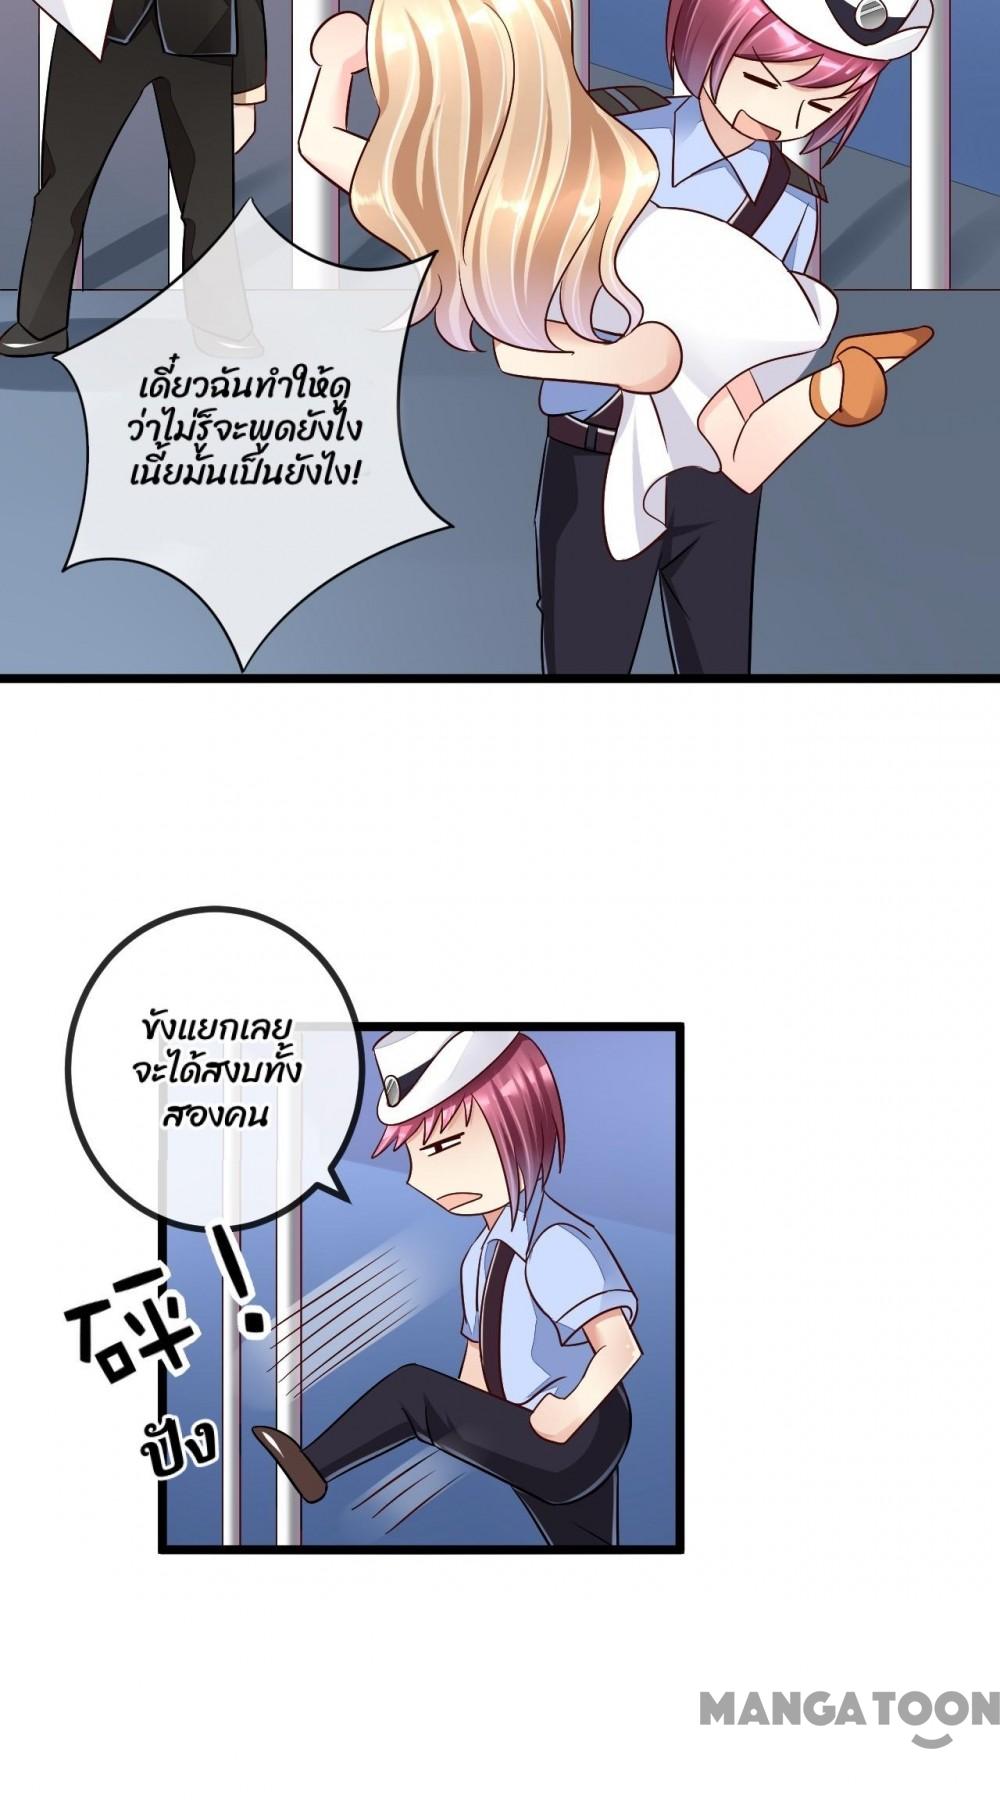 เดี๋ยวฉันทำให้ดู
ว่าไม่รู้จะพูดยังไง
เนี้ยมันเป็นยังไง!
ขังแยกเลย
จะได้สงบทั้ง
สองคน
砰!
ปัง
MANGATOON